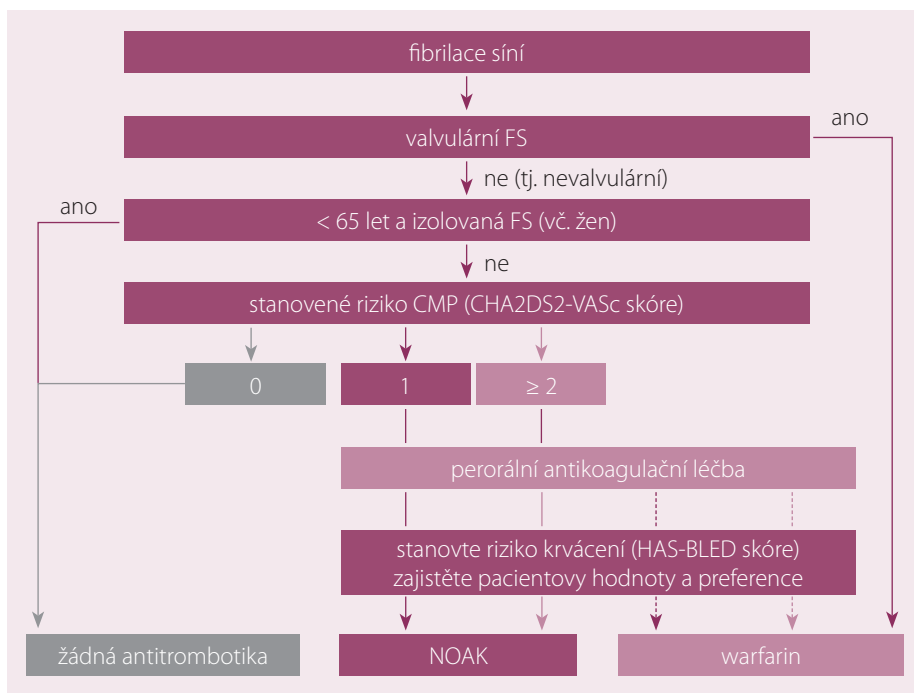 fibrilace síní
valvulární FS
ano
ne (tj. nevalvulární)
ano
< 65 let a izolovaná FS (vč. žen)
ne
stanovené riziko CMP (CHA2DS2-VASc skóre)
0
1
≥ 2
perorální antikoagulační léčba
stanovte riziko krvácení (HAS-BLED skóre)
zajistěte pacientovy hodnoty a preference
žádná antitrombotika
NOAK
warfarin